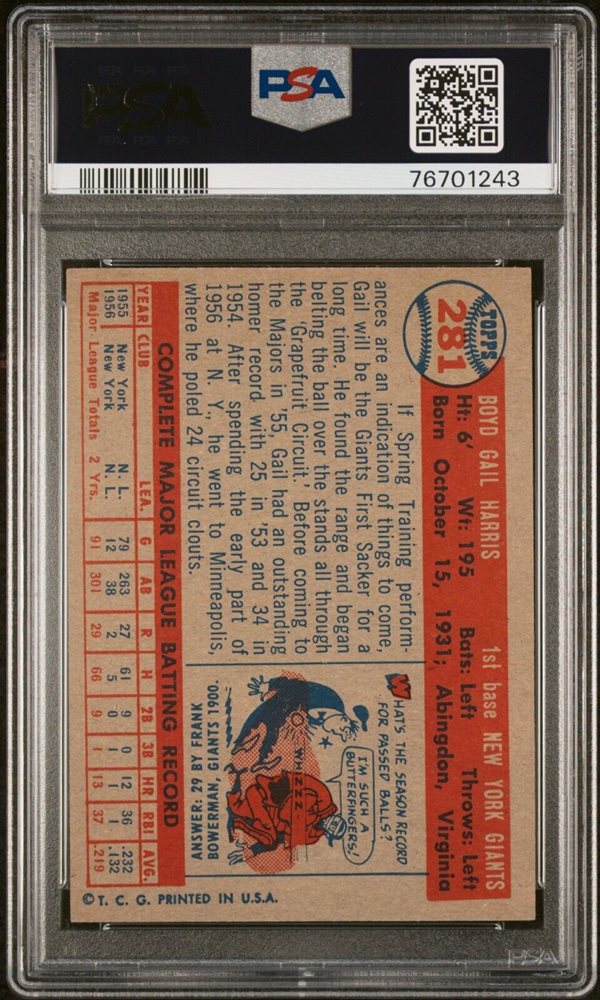 PSA
PSA
76701243
TOPPS
281
BOYD GAIL HARRIS 1st base NEW YORK GIANTS
Ht: 6' Wt: 195 Bats: Left Throws: Left
Born October 15, 1931; Abingdon, Virginia
If Spring Training perform-
ances are an indication of things to come,
Gail will be the Giants First Sacker for a
long time. He found the range and began
belting the ball over the stands all through
the 'Grapefruit Circuit.' Before coming to
the Majors in '55, Gail had an outstanding
homer record with 25 in '53 and 34 in
1954. After spending the early part of
1956 at N. Y., he went to Minneapolis,
where he poled 24 circuit clouts.
WHAT'S THE SEASON RECORD
FOR PASSED BALLS?
I'M SUCH A
BUTTERFINGERS!
WHIZZZ
ANSWER: 29 BY FRANK
BOWERMAN, GIANTS 1900.
COMPLETE MAJOR LEAGUE BATTING RECORD
YEAR CLUB LEA. G AB R H 2B 3B HR RBI AVG.
1955 New York N. L. 79 263 27 61 9 0 12 36 .232
1956 New York N. L. 12 38 2 5 0 1 1 1 .132
Major League Totals 2 Yrs. 91 301 29 66 9 1 13 37 .219
© T. C. G. PRINTED IN U.S.A.
PSA